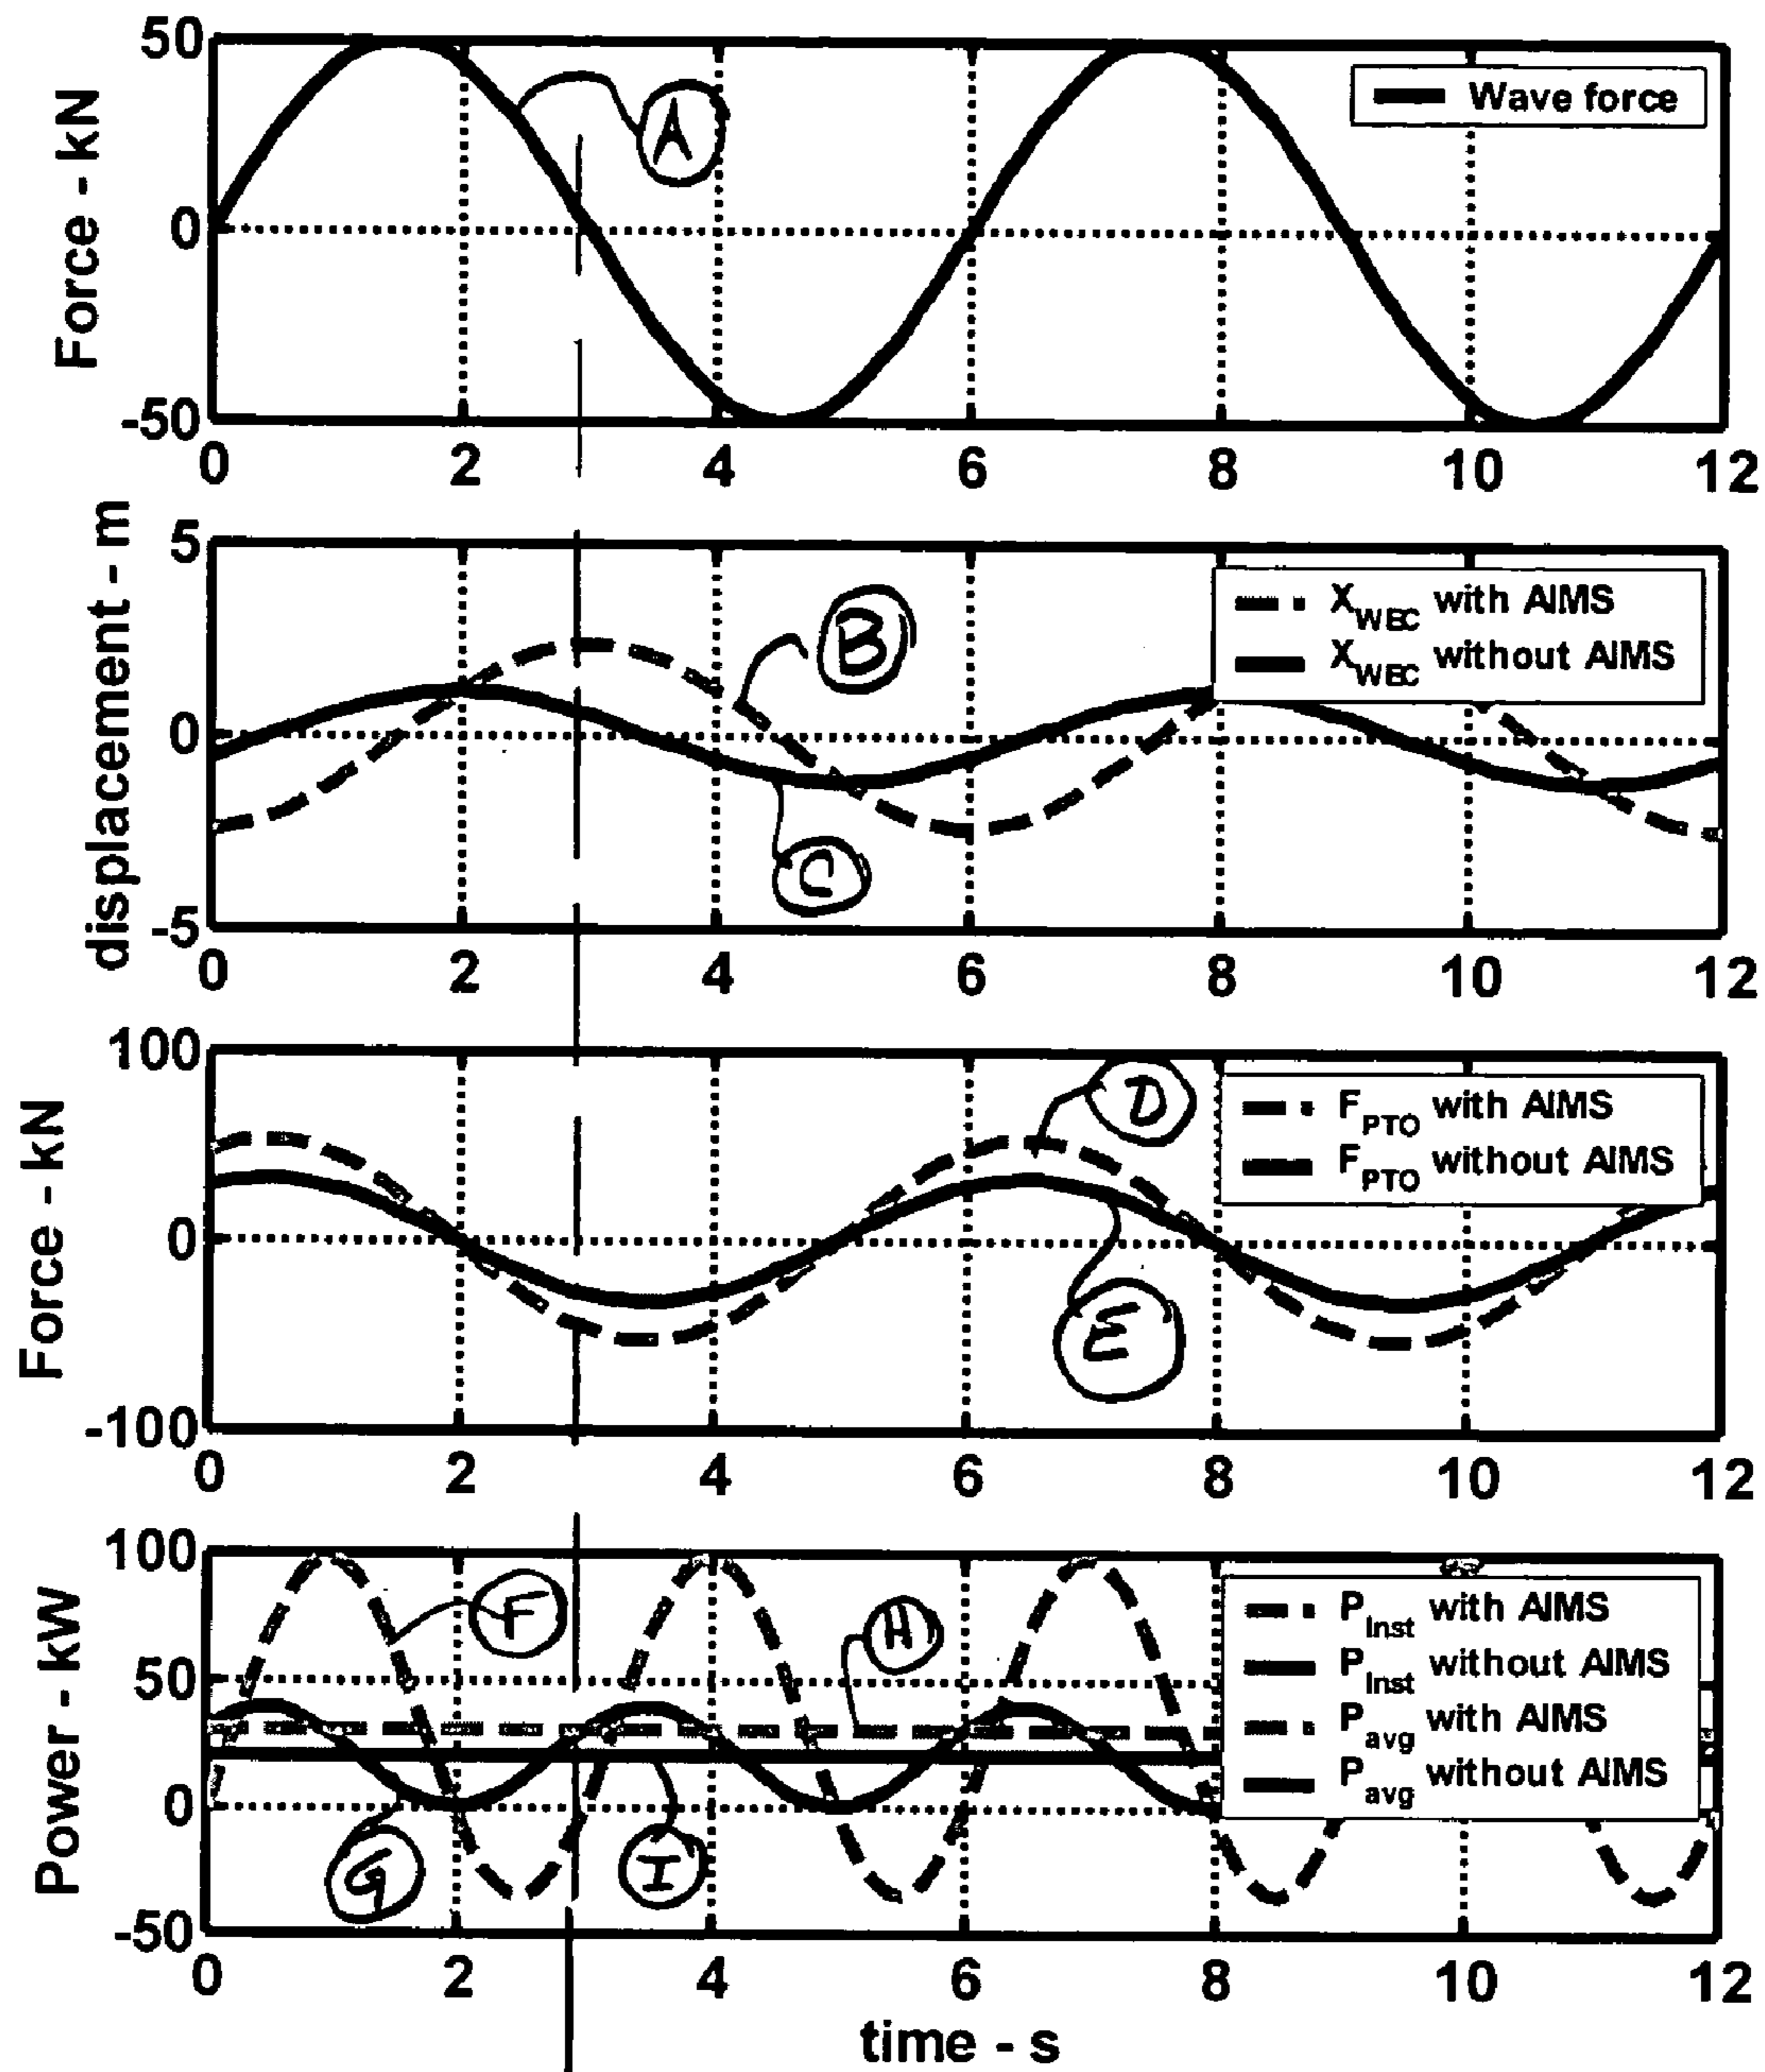 50
0
-50
Force - kN
Wave force
A
0 2 4 6 8 10 12
5
0
-5
displacement - m
X_WEC with AIMS
X_WEC without AIMS
B
C
0 2 4 6 8 10 12
100
0
-100
Force - kN
F_PTO with AIMS
F_PTO without AIMS
D
E
0 2 4 6 8 10 12
100
50
0
-50
Power - kW
P_Inst with AIMS
P_Inst without AIMS
P_avg with AIMS
P_avg without AIMS
F
H
G
I
0 2 4 6 8 10 12
time - s